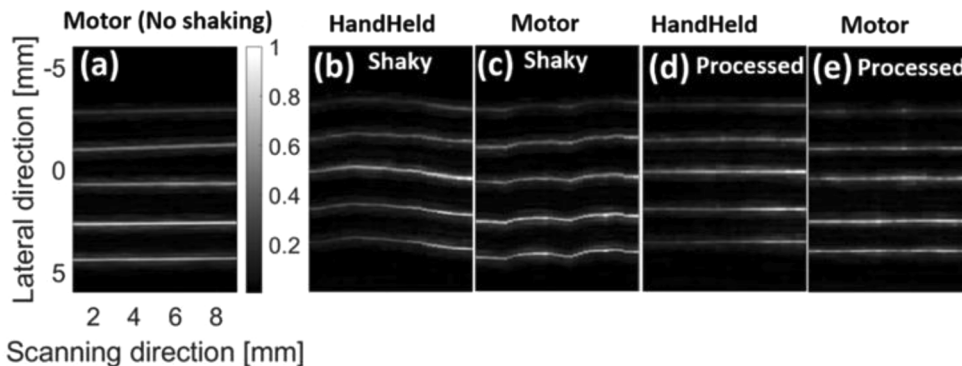 Motor (No shaking)
HandHeld
Motor
HandHeld
Motor
(a)
(b) Shaky
(c) Shaky
(d) Processed
(e) Processed
Lateral direction [mm]
-5
0
5
1
0.8
0.6
0.4
0.2
2 4 6 8
Scanning direction [mm]